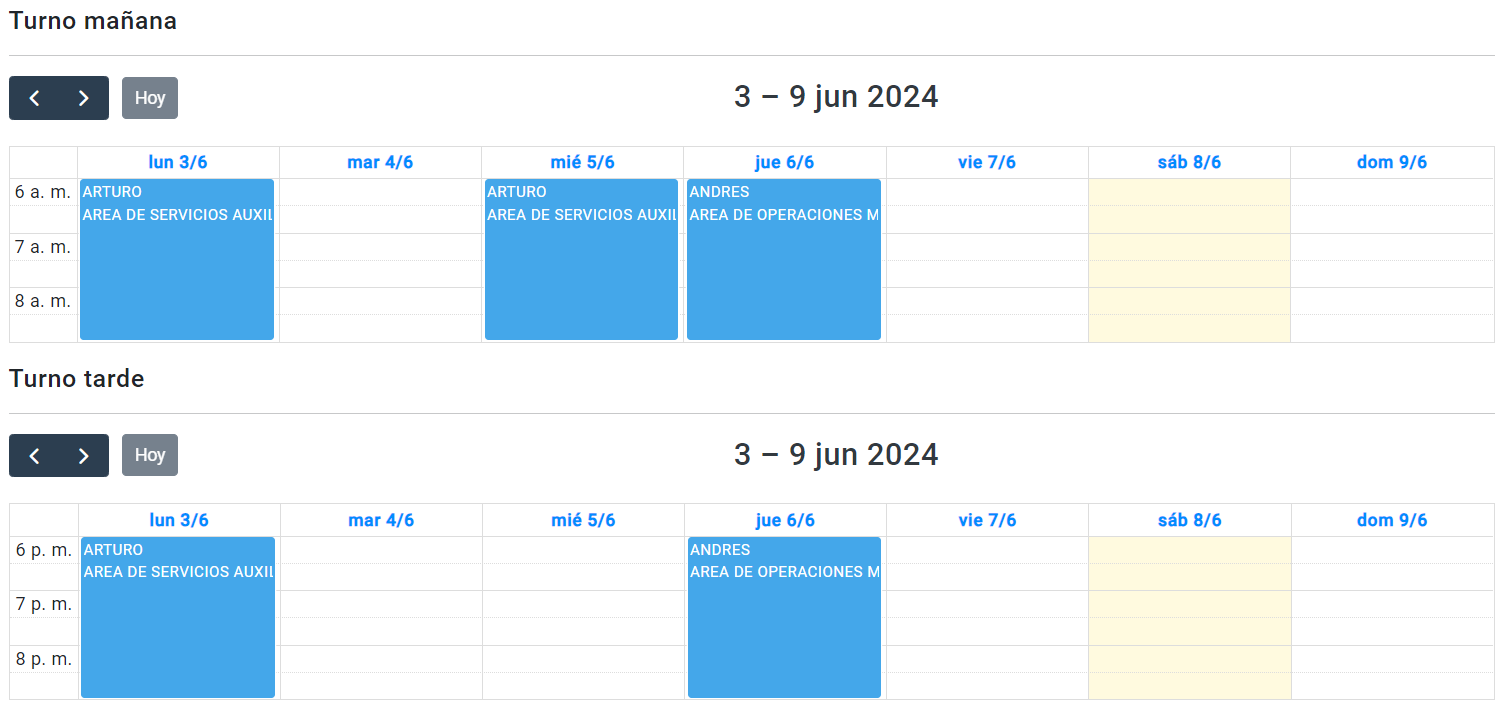 Turno mañana
Hoy
3 – 9 jun 2024
lun 3/6 mar 4/6 mié 5/6 jue 6/6 vie 7/6 sáb 8/6 dom 9/6
6 a. m. ARTURO ARTURO ANDRES
AREA DE SERVICIOS AUXIL AREA DE SERVICIOS AUXIL AREA DE OPERACIONES M
7 a. m.
8 a. m.
Turno tarde
Hoy
3 – 9 jun 2024
lun 3/6 mar 4/6 mié 5/6 jue 6/6 vie 7/6 sáb 8/6 dom 9/6
6 p. m. ARTURO ANDRES
AREA DE SERVICIOS AUXIL AREA DE OPERACIONES M
7 p. m.
8 p. m.